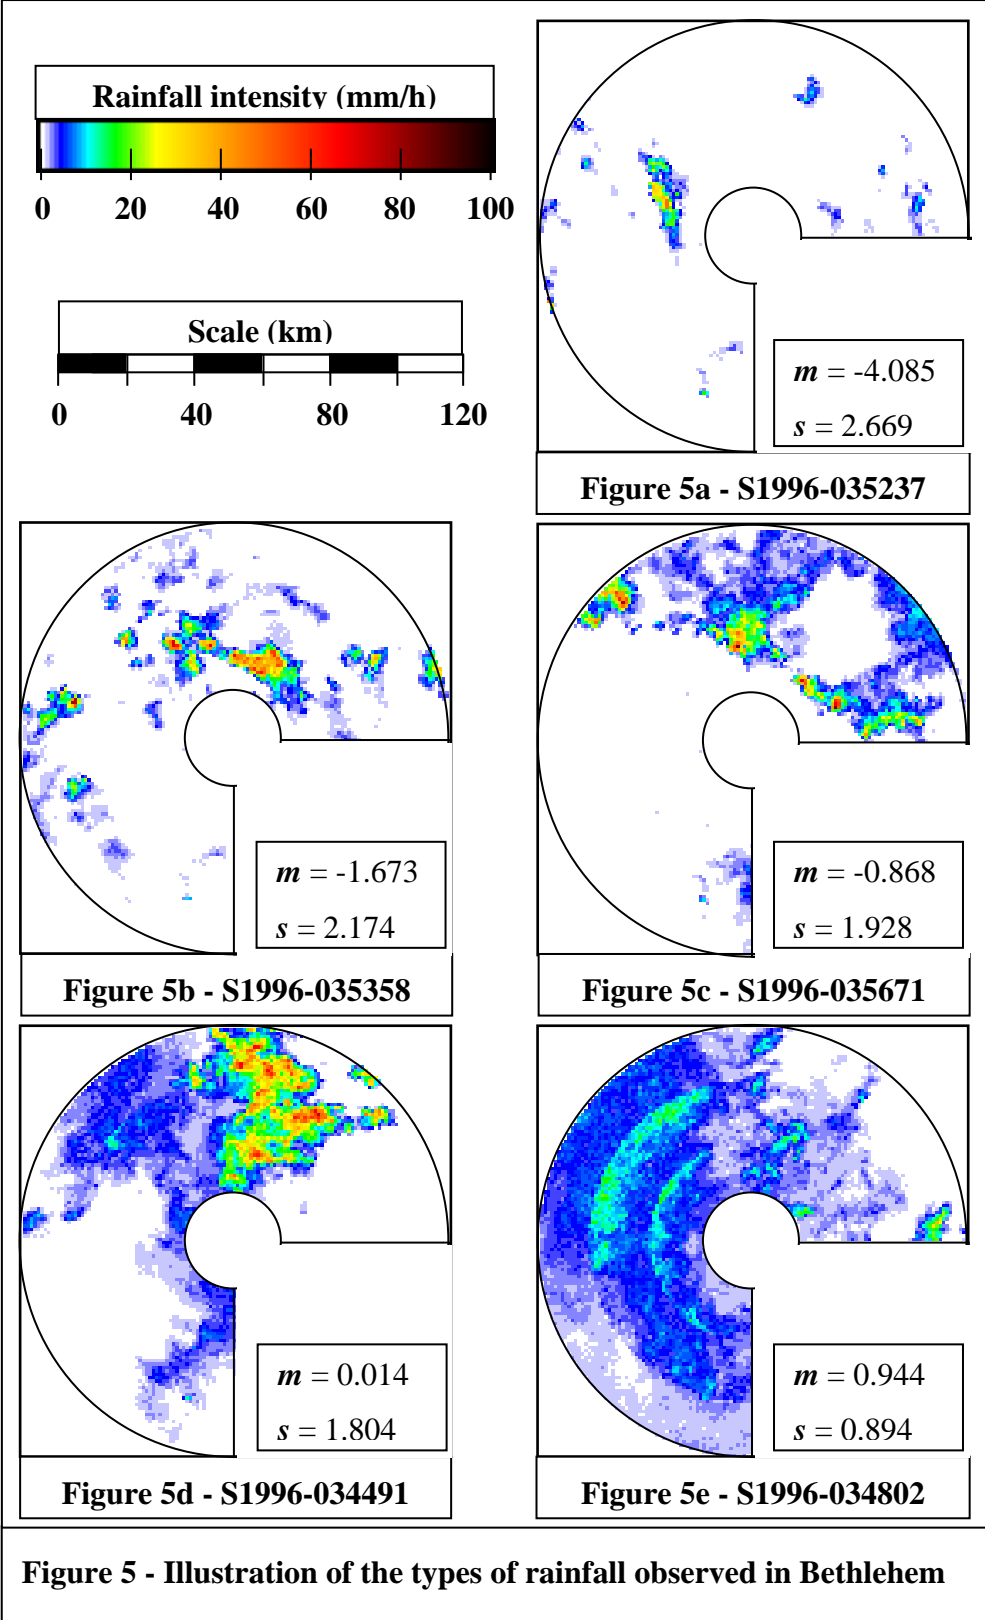 Rainfall intensity (mm/h)
0 20 40 60 80 100
Scale (km)
0 40 80 120
m = -4.085
s = 2.669
Figure 5a - S1996-035237
m = -1.673
s = 2.174
Figure 5b - S1996-035358
m = -0.868
s = 1.928
Figure 5c - S1996-035671
m = 0.014
s = 1.804
Figure 5d - S1996-034491
m = 0.944
s = 0.894
Figure 5e - S1996-034802
Figure 5 - Illustration of the types of rainfall observed in Bethlehem